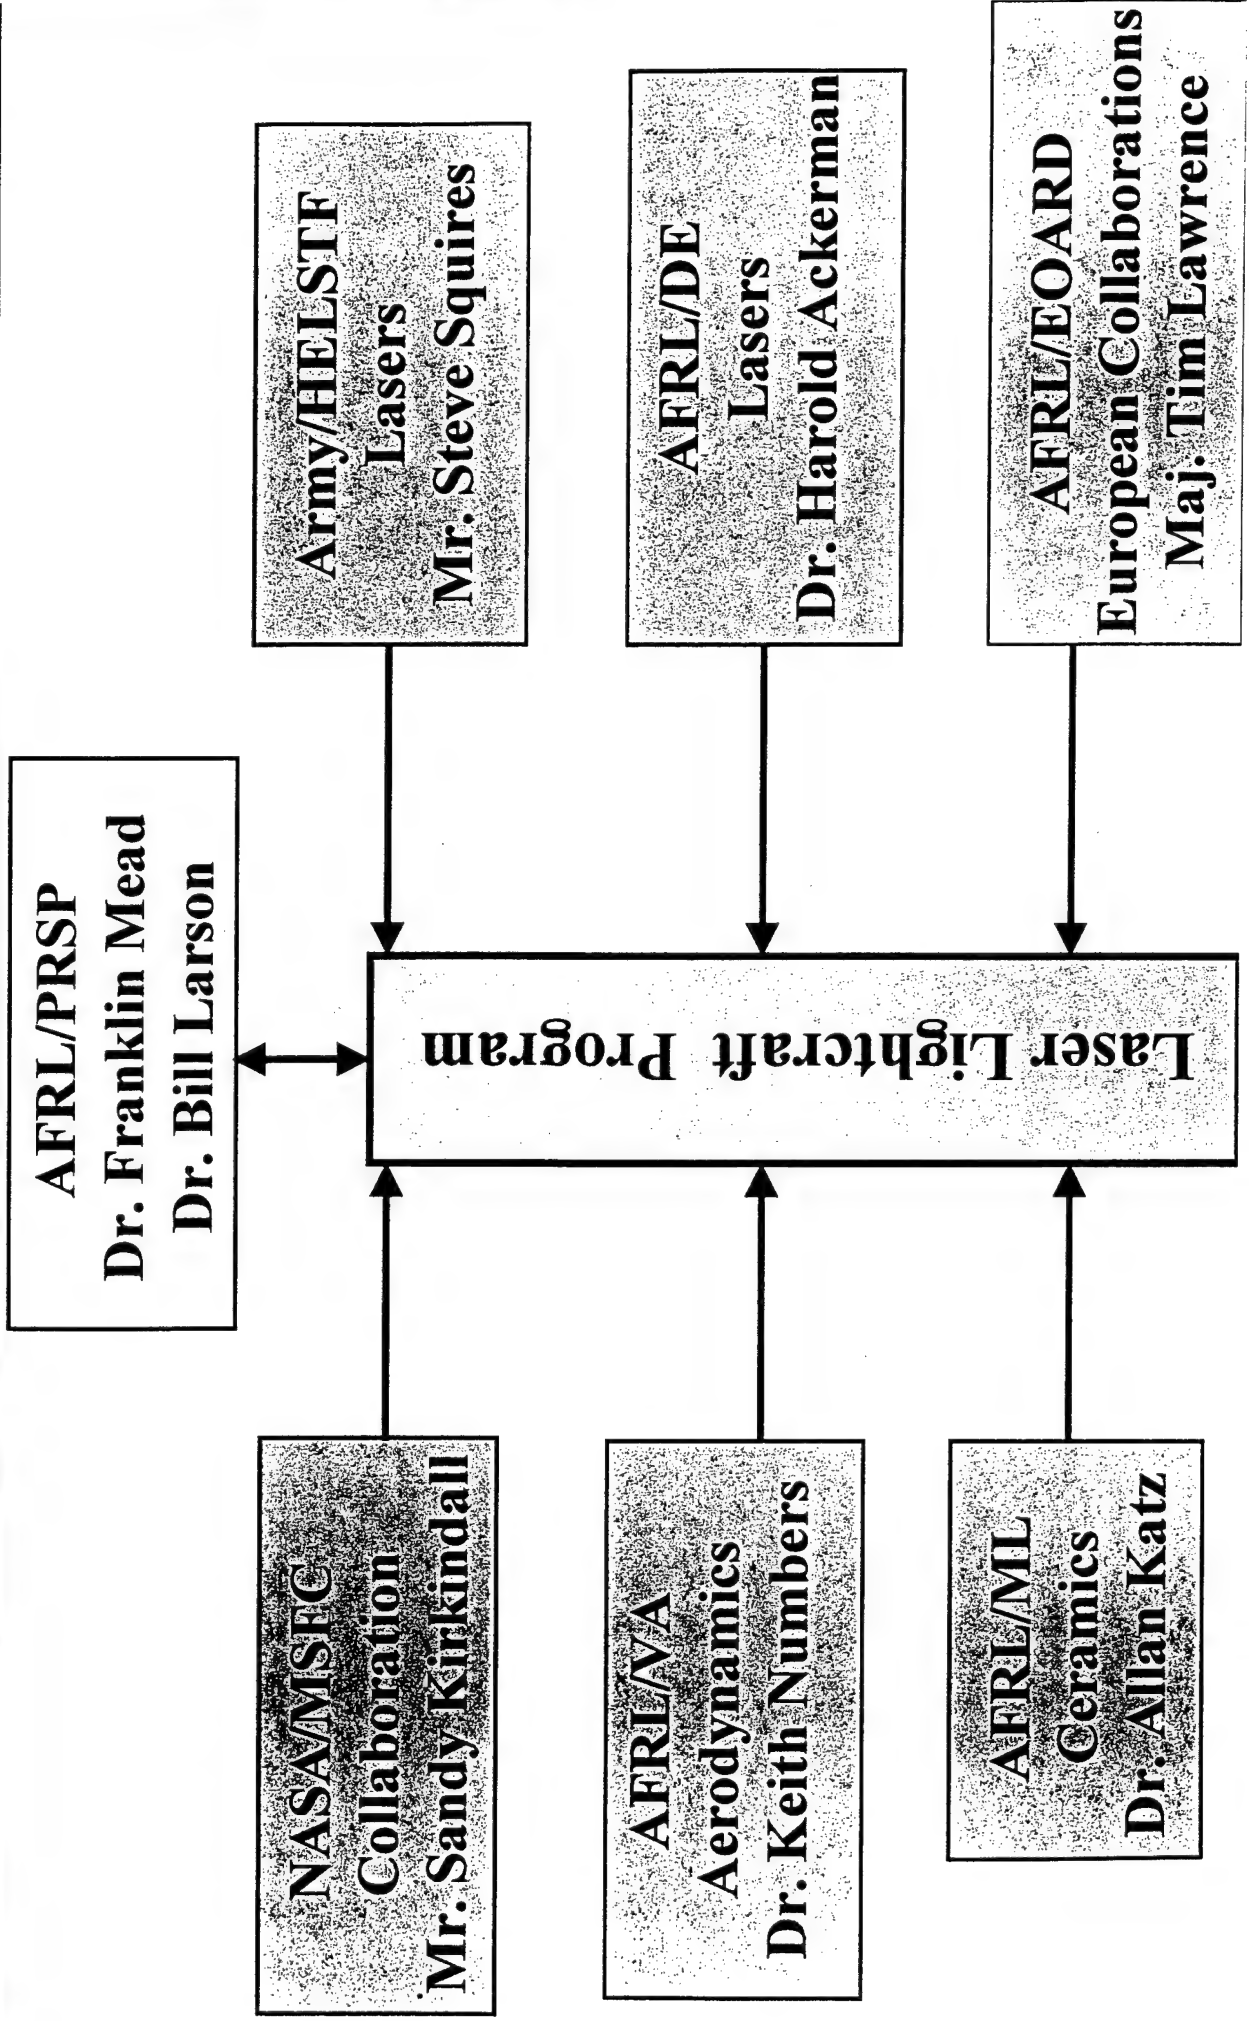 AFRL/PRSP
Dr. Franklin Mead
Dr. Bill Larson
NASA/MSFC
Collaboration
Mr. Sandy Kirkindall
Army/HELSTF
Lasers
Mr. Steve Squires
Laser Lightcraft Program
AFRL/VA
Aerodynamics
Dr. Keith Numbers
AFRL/DE
Lasers
Dr. Harold Ackerman
AFRL/ML
Ceramics
Dr. Allan Katz
AFRL/EOARD
European Collaborations
Maj. Tim Lawrence